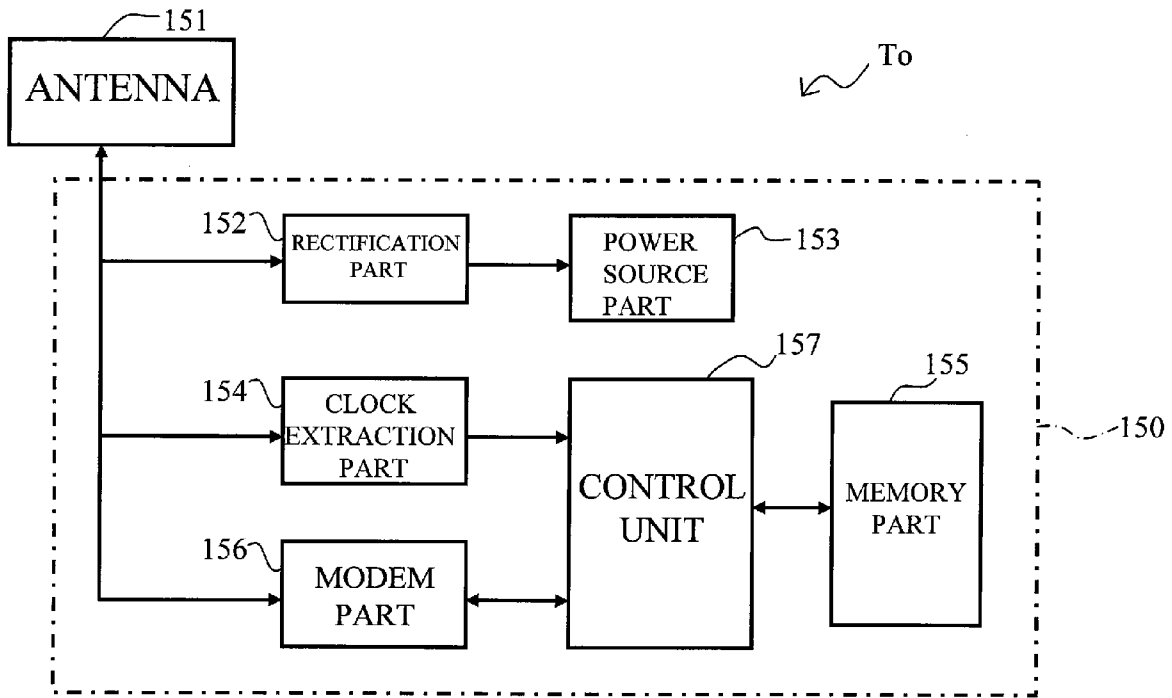 151
ANTENNA
To
152
RECTIFICATION
PART
POWER
SOURCE
PART
153
154
CLOCK
EXTRACTION
PART
157
CONTROL
UNIT
155
MEMORY
PART
150
156
MODEM
PART